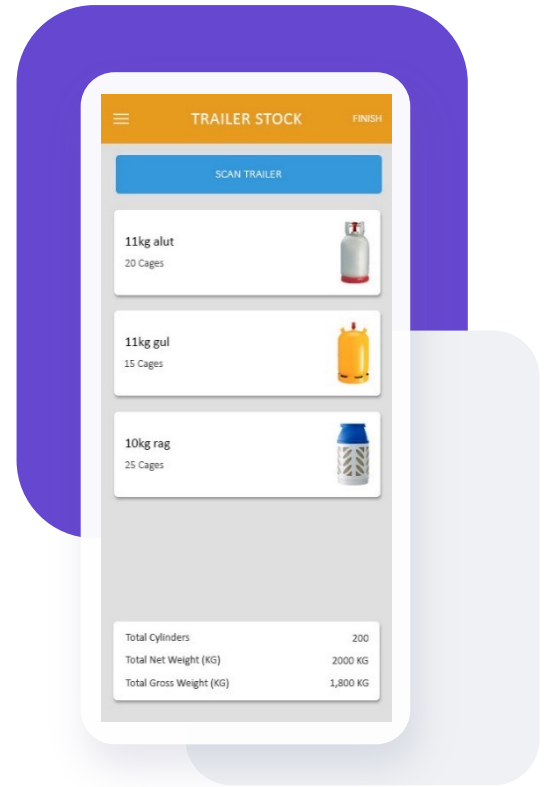 TRAILER STOCK FINISH
SCAN TRAILER
11kg alut
20 Cages
11kg gul
15 Cages
10kg rag
25 Cages
Total Cylinders 200
Total Net Weight (KG) 2000 KG
Total Gross Weight (KG) 1,800 KG